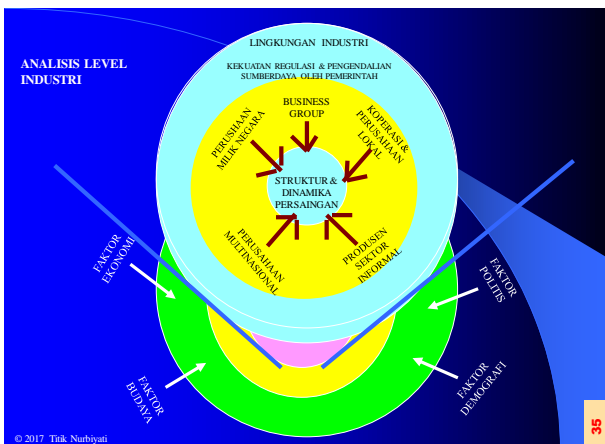 ANALISIS LEVEL
INDUSTRI
LINGKUNGAN INDUSTRI
KEKUATAN REGULASI & PENGENDALIAN
SUMBERDAYA OLEH PEMERINTAH
BUSINESS
GROUP
PERUSHAAN
MILIK NEGARA
KOPERASI &
PERUSAHAAN
LOKAL
STRUKTUR &
DINAMIKA
PERSAINGAN
PERUSAHAAN
MULTINASIONAL
PRODUSEN
SEKTOR
INFORMAL
FAKTOR
EKONOMI
FAKTOR
POLITIS
FAKTOR
BUDAYA
FAKTOR
DEMOGRAFI
© 2017 Titik Nurbiyati
35